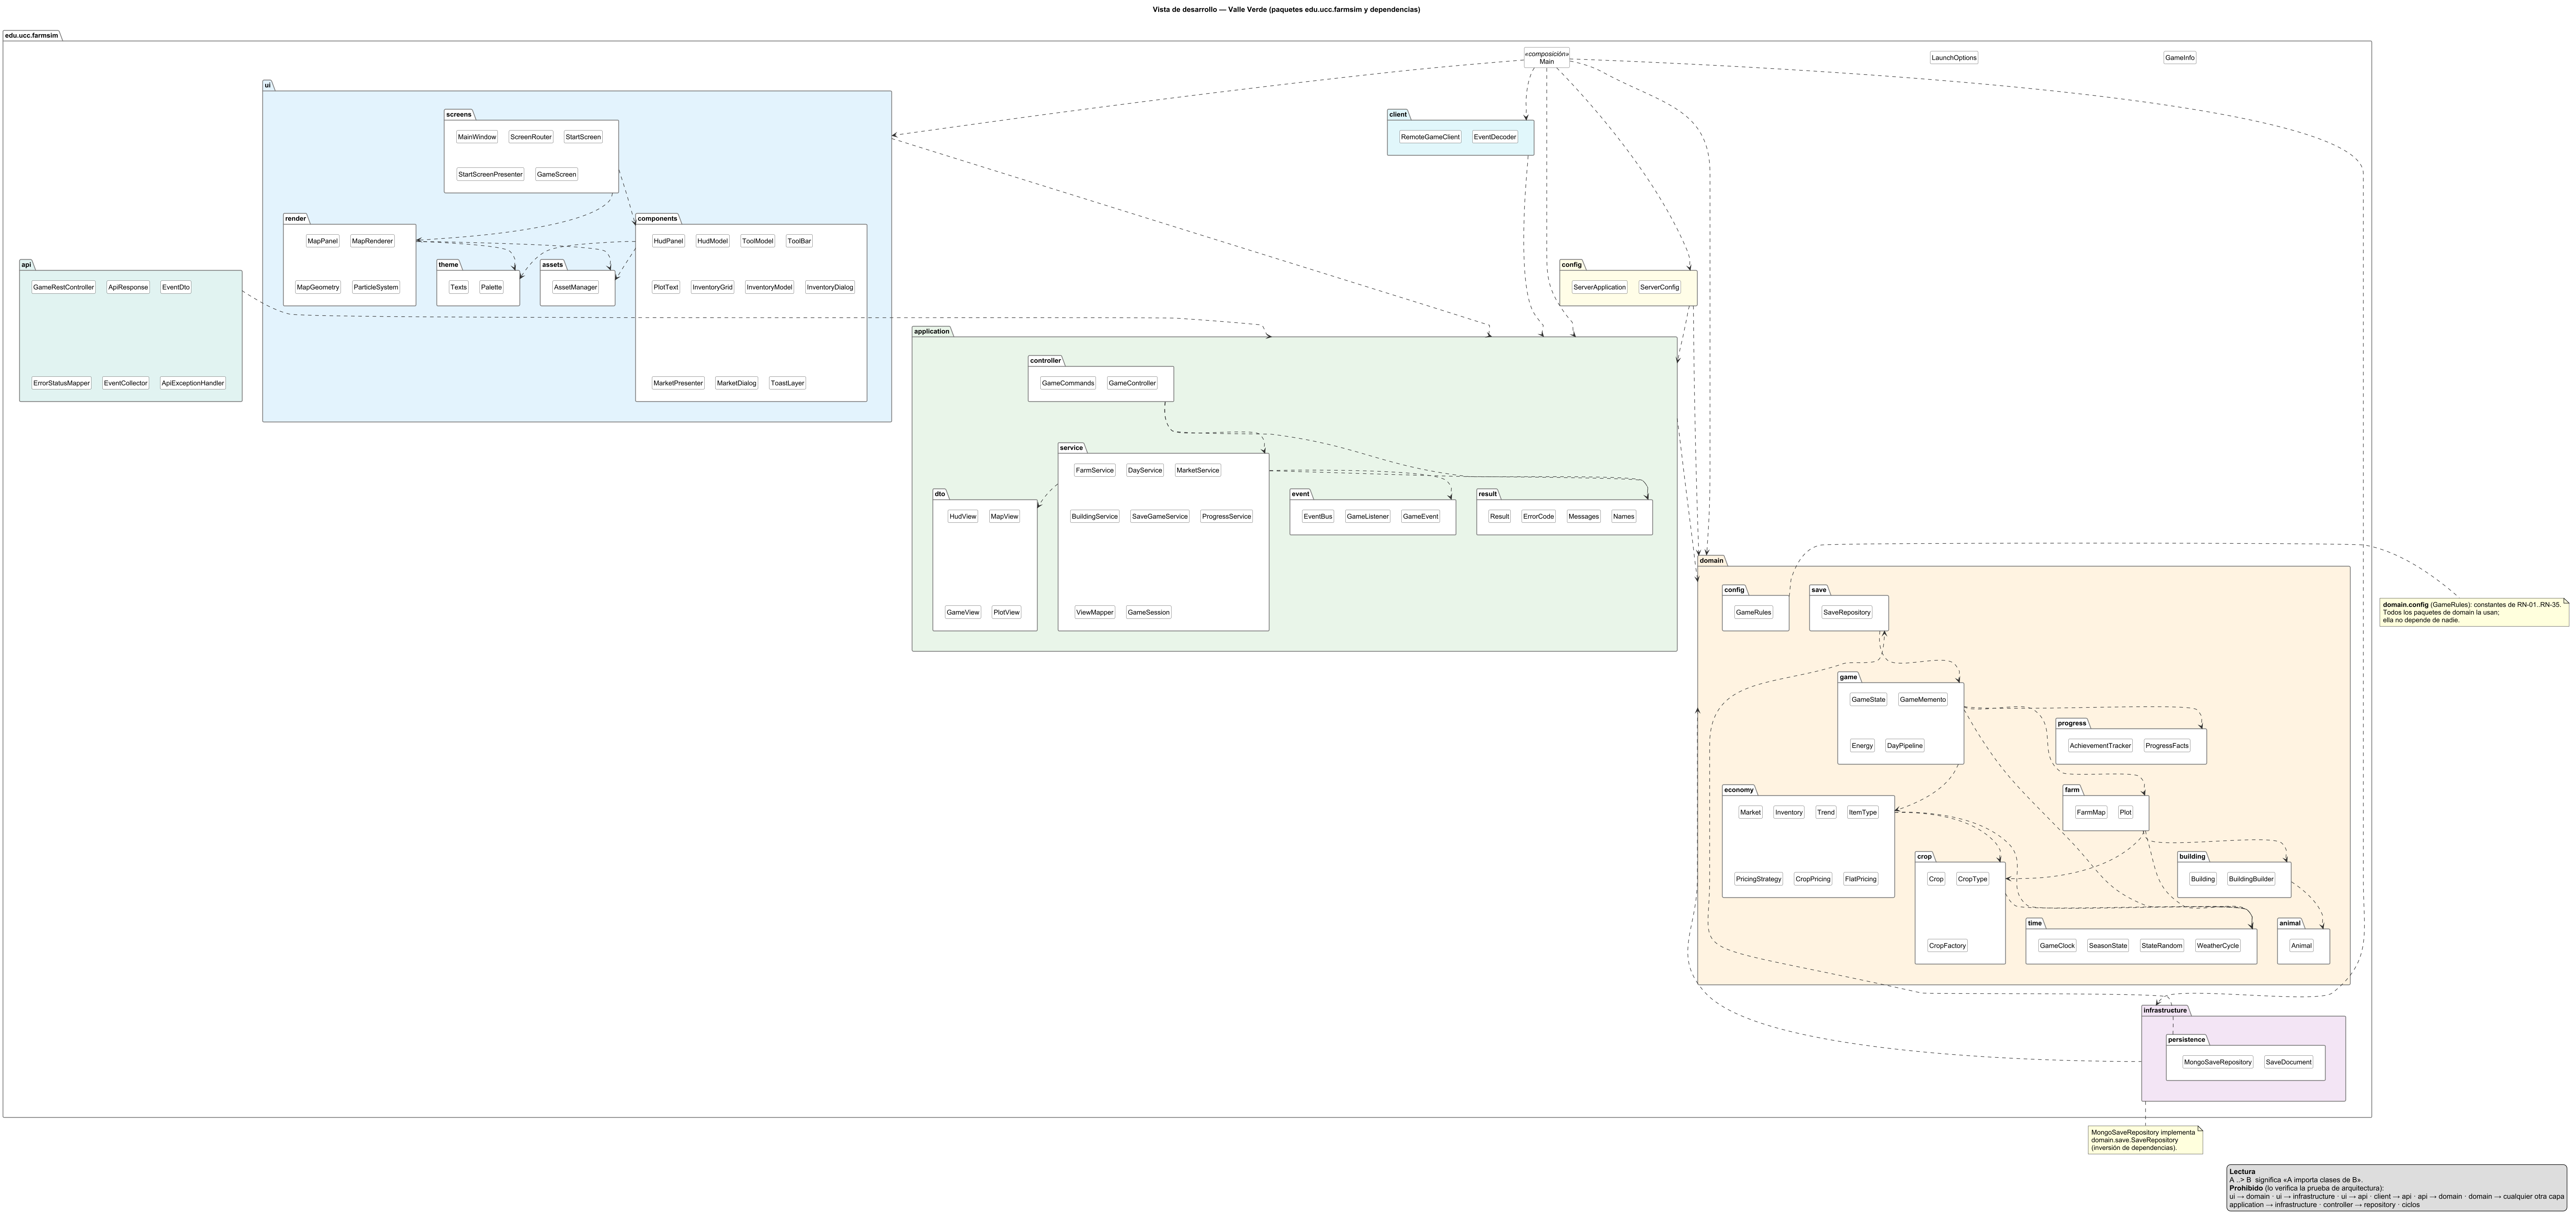 Vista de desarrollo — Valle Verde (paquetes edu.ucc.farmsim y dependencias)
edu.ucc.farmsim
«composición»
Main
LaunchOptions
GameInfo
ui
screens
MainWindow
ScreenRouter
StartScreen
StartScreenPresenter
GameScreen
render
MapPanel
MapRenderer
MapGeometry
ParticleSystem
theme
Texts
Palette
assets
AssetManager
components
HudPanel
HudModel
ToolModel
ToolBar
PlotText
InventoryGrid
InventoryModel
InventoryDialog
MarketPresenter
MarketDialog
ToastLayer
client
RemoteGameClient
EventDecoder
api
GameRestController
ApiResponse
EventDto
ErrorStatusMapper
EventCollector
ApiExceptionHandler
config
ServerApplication
ServerConfig
application
controller
GameCommands
GameController
service
FarmService
DayService
MarketService
BuildingService
SaveGameService
ProgressService
ViewMapper
GameSession
dto
HudView
MapView
GameView
PlotView
event
EventBus
GameListener
GameEvent
result
Result
ErrorCode
Messages
Names
domain
config
GameRules
save
SaveRepository
game
GameState
GameMemento
Energy
DayPipeline
progress
AchievementTracker
ProgressFacts
economy
Market
Inventory
Trend
ItemType
PricingStrategy
CropPricing
FlatPricing
farm
FarmMap
Plot
crop
Crop
CropType
CropFactory
building
Building
BuildingBuilder
time
GameClock
SeasonState
StateRandom
WeatherCycle
animal
Animal
domain.config (GameRules): constantes de RN-01..RN-35.
Todos los paquetes de domain la usan;
ella no depende de nadie.
infrastructure
persistence
MongoSaveRepository
SaveDocument
MongoSaveRepository implementa
domain.save.SaveRepository
(inversión de dependencias).
Lectura
A ..> B significa «A importa clases de B».
Prohibido (lo verifica la prueba de arquitectura):
ui → domain · ui → infrastructure · ui → api · client → api · api → domain · domain → cualquier otra capa
application → infrastructure · controller → repository · ciclos